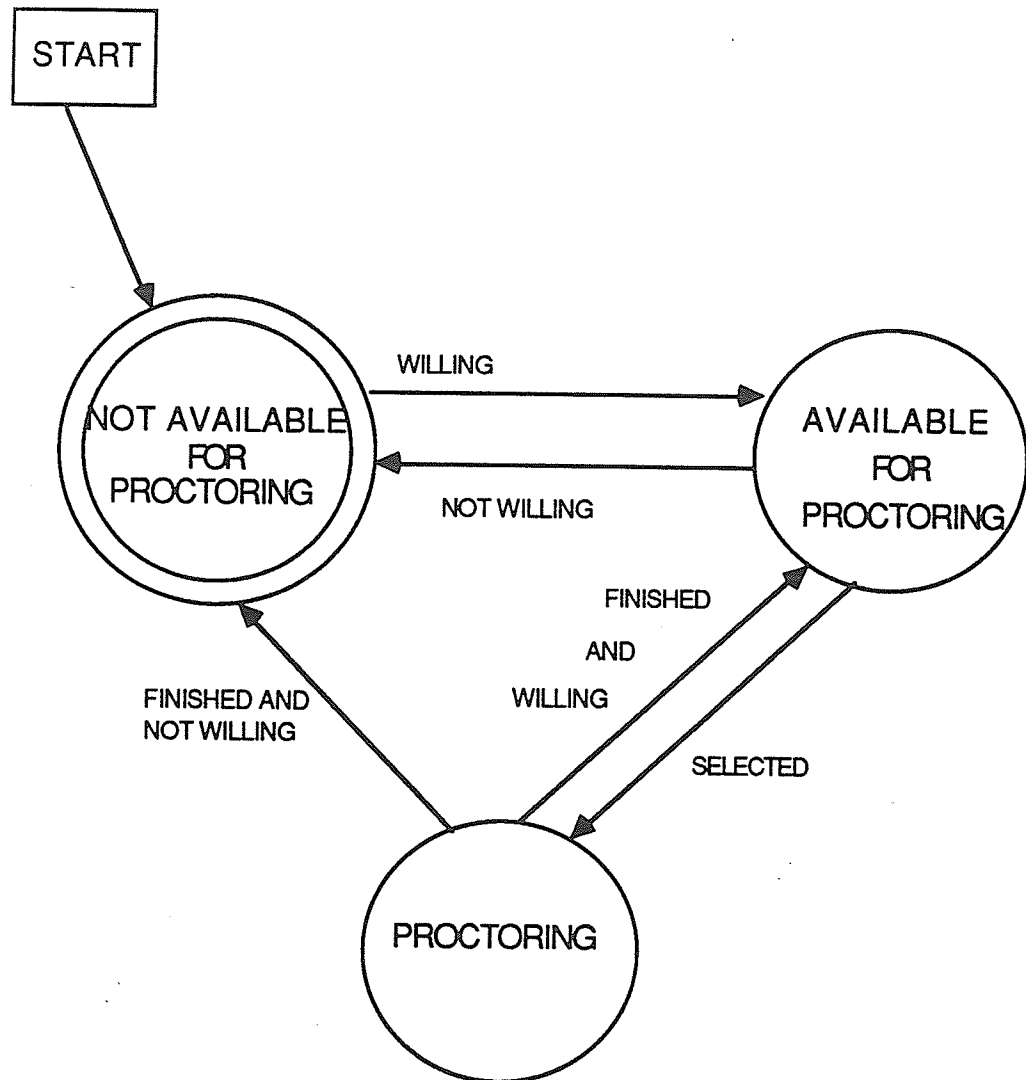 START
WILLING
NOT AVAILABLE
FOR
PROCTORING
AVAILABLE
FOR
PROCTORING
NOT WILLING
FINISHED
AND
WILLING
FINISHED AND
NOT WILLING
SELECTED
PROCTORING